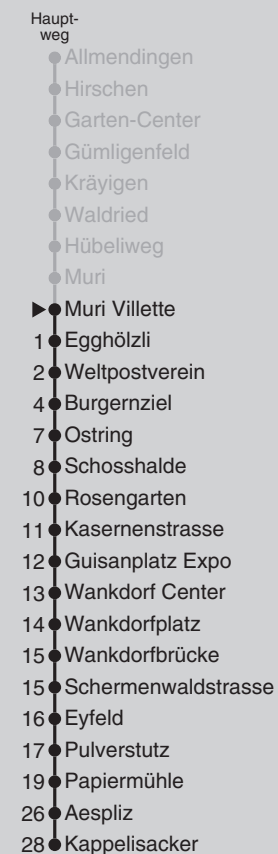 Haupt-
weg
Allmendingen
Hirschen
Garten-Center
Gümligenfeld
Kräyigen
Waldried
Hübeliweg
Muri
Muri Villette
1 Egghölzli
2 Weltpostverein
4 Burgernziel
7 Ostring
8 Schosshalde
10 Rosengarten
11 Kasernenstrasse
12 Guisanplatz Expo
13 Wankdorf Center
14 Wankdorfplatz
15 Wankdorfbrücke
15 Schermenwaldstrasse
16 Eyfeld
17 Pulverstutz
19 Papiermühle
26 Aespliz
28 Kappelisacker